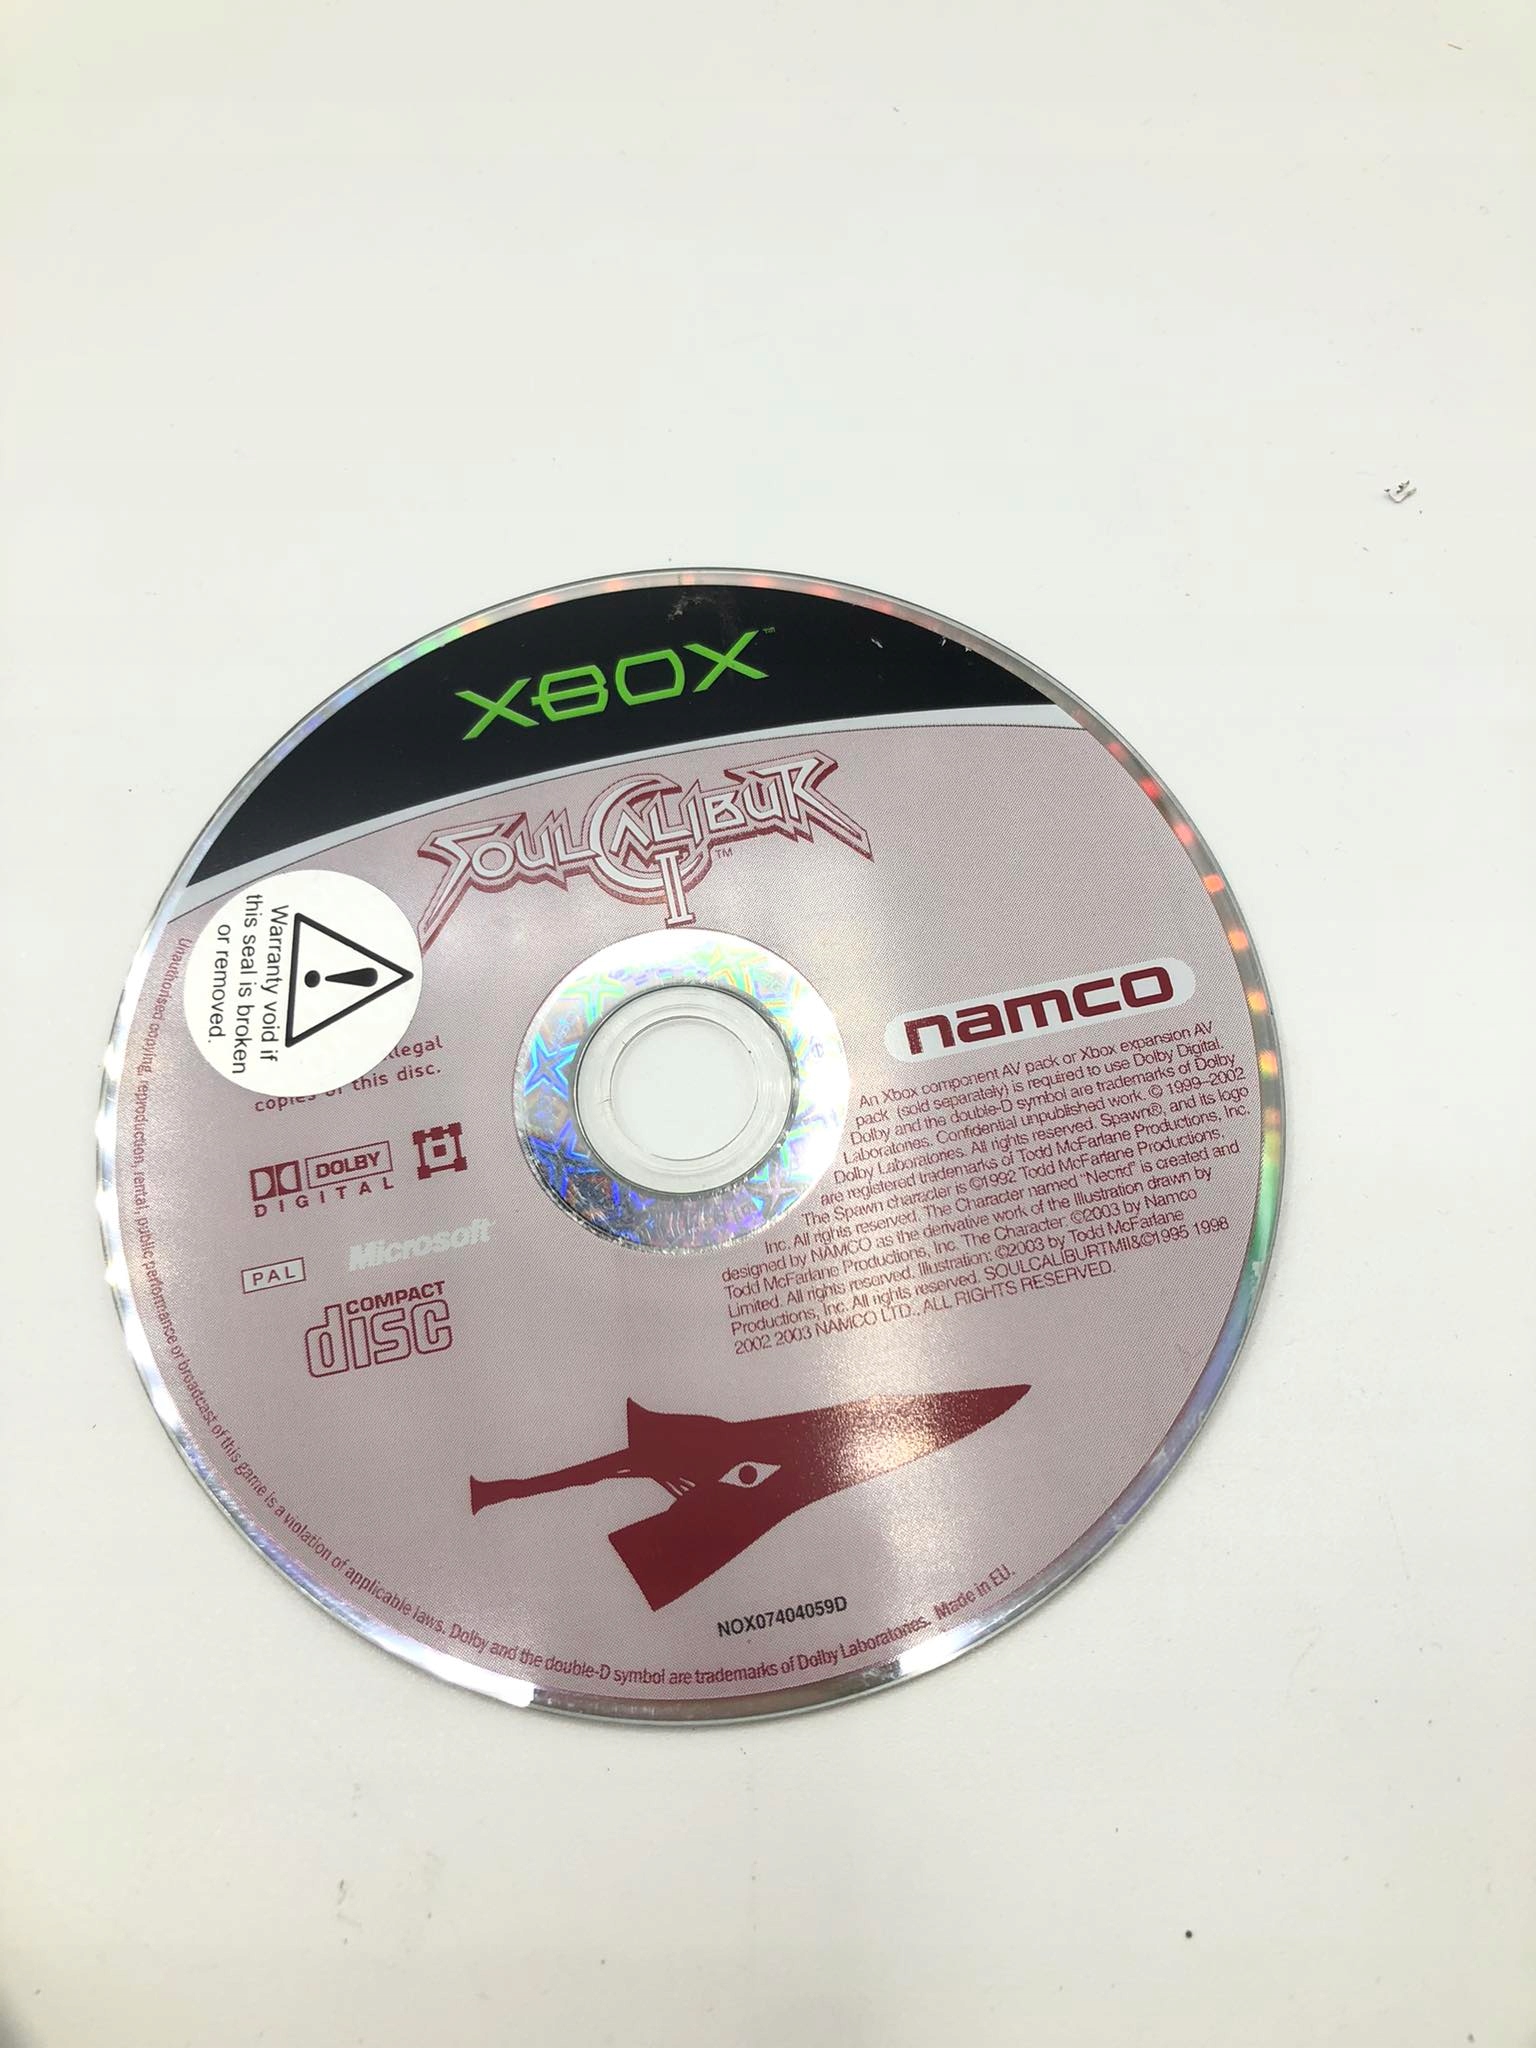 XBOX™
SOULCALIBUR
II™
Warranty void if
this seal is broken
or removed.
illegal
copies of this disc.
namco
An Xbox component AV pack or Xbox expansion AV
pack (sold separately) is required to use Dolby Digital.
Dolby and the double-D symbol are trademarks of Dolby
Laboratories. Confidential unpublished work. © 1999–2002
Dolby Laboratories. All rights reserved. Spawn®, and its logo
are registered trademarks of Todd McFarlane Productions, Inc.
The Spawn character is ©1992 Todd McFarlane Productions,
Inc. All rights reserved. The Character named "Necrid" is created and
designed by NAMCO as the derivative work of the Illustration drawn by
Todd McFarlane Productions, Inc. The Character: ©2003 by Namco
Limited. All rights reserved. Illustration: ©2003 by Todd McFarlane
Productions, Inc. All rights reserved. SOULCALIBURTMII&©1995 1998
2002 2003 NAMCO LTD., ALL RIGHTS RESERVED.
DOLBY
DIGITAL
Microsoft
PAL
COMPACT
disc
NOX07404059D
Unauthorised copying, reproduction, rental, public performance or broadcast of this game is a violation of applicable laws. Dolby and the double-D symbol are trademarks of Dolby Laboratories. Made in EU.